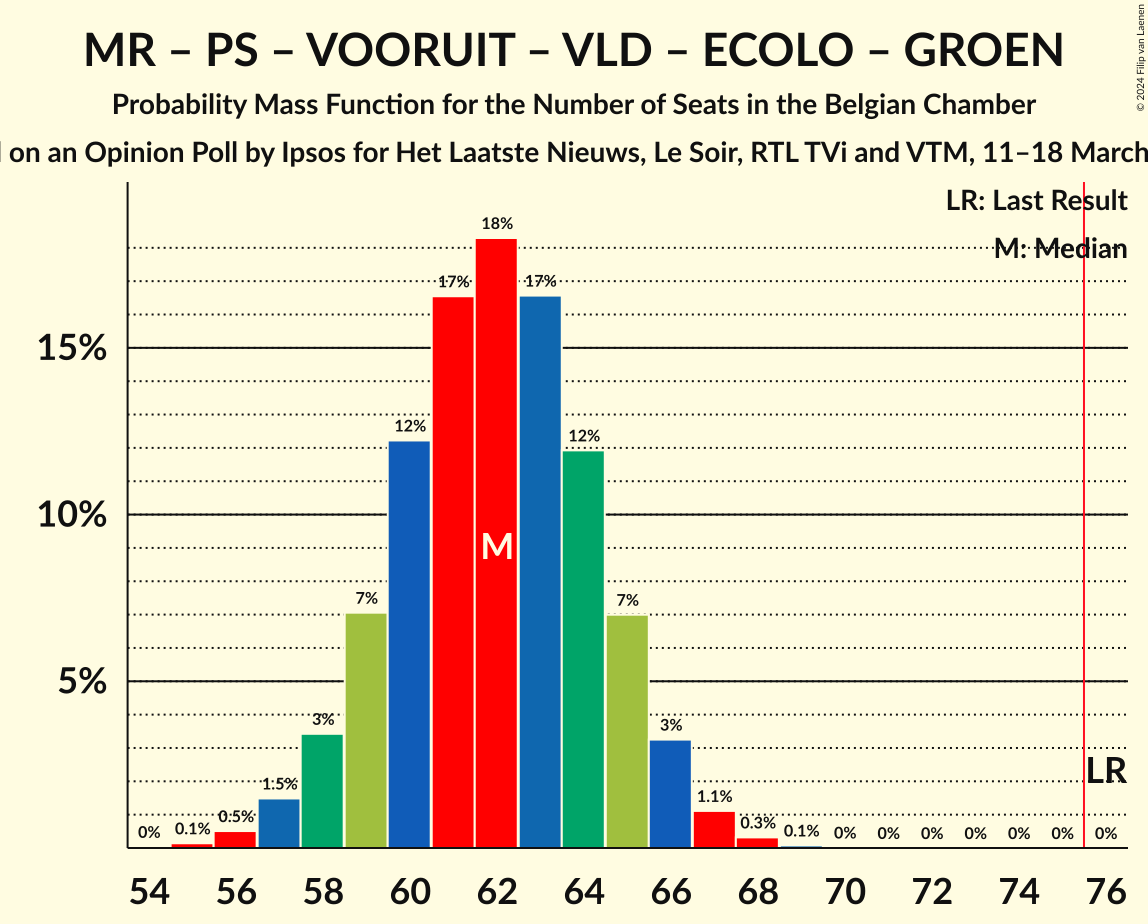 MR – PS – VOORUIT – VLD – ECOLO – GROEN
Probability Mass Function for the Number of Seats in the Belgian Chamber
on an Opinion Poll by Ipsos for Het Laatste Nieuws, Le Soir, RTL TVi and VTM, 11–18 March
© 2024 Filip van Laenen
LR: Last Result
M: Median
15%
10%
5%
0% 0.1% 0.5% 1.5% 3% 7% 12% 17% 18% 17% 12% 7% 3% 1.1% 0.3% 0.1% 0% 0% 0% 0% 0% 0% 0%
M
LR
54 56 58 60 62 64 66 68 70 72 74 76